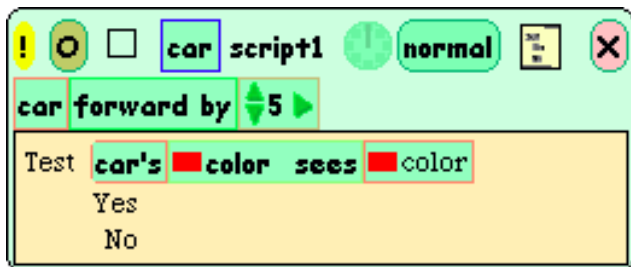 ! O car script1 normal X
car forward by 5
Test car's color sees color
Yes
No